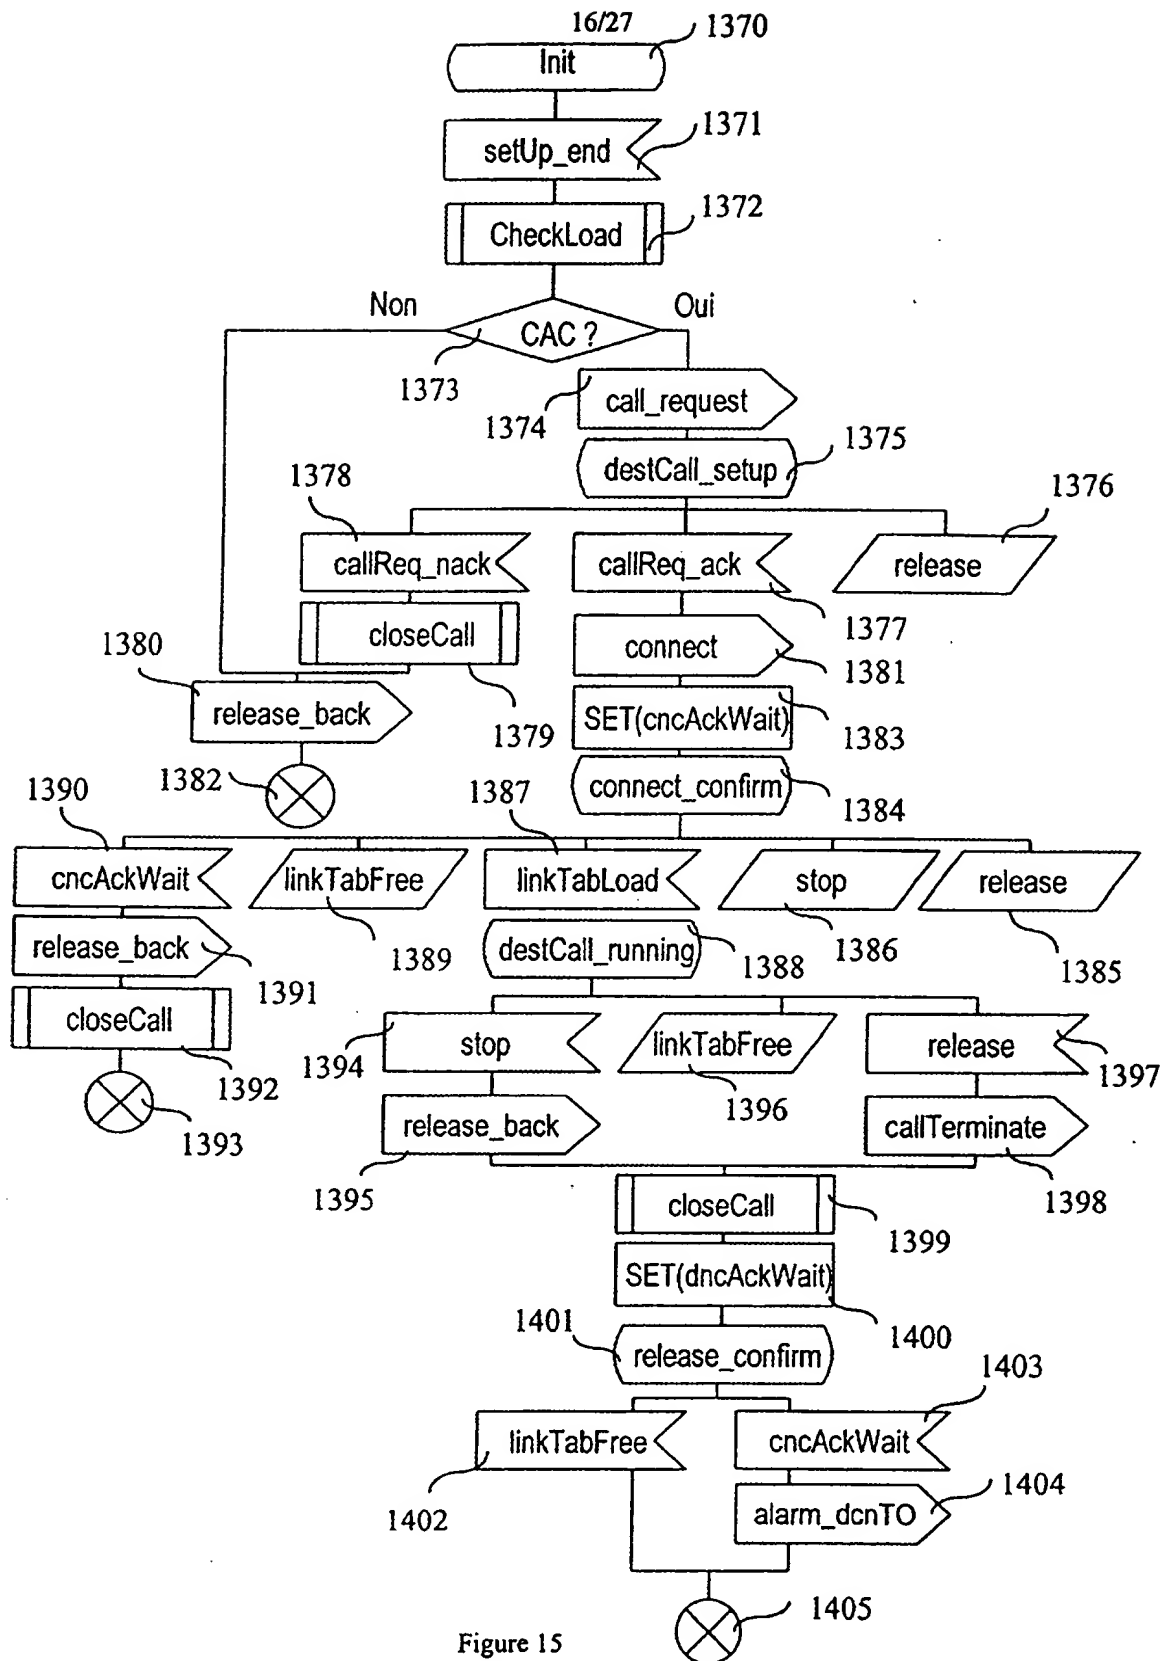 16/27
1370
Init
1371
setUp_end
1372
CheckLoad
Non
Oui
CAC ?
1373
1374
call_request
1375
destCall_setup
1378
1376
callReq_nack
callReq_ack
release
1377
closeCall
connect
1380
1381
1379
release_back
SET(cncAckWait)
1383
1382
connect_confirm
1384
1390
1387
cncAckWait
linkTabFree
linkTabLoad
stop
release
1389
1386
1385
release_back
destCall_running
1388
1391
closeCall
1392
1394
stop
linkTabFree
release
1397
1396
1393
release_back
callTerminate
1395
1398
closeCall
1399
SET(dncAckWait)
1400
1401
release_confirm
1403
linkTabFree
cncAckWait
1402
1404
alarm_dcnTO
1405
Figure 15